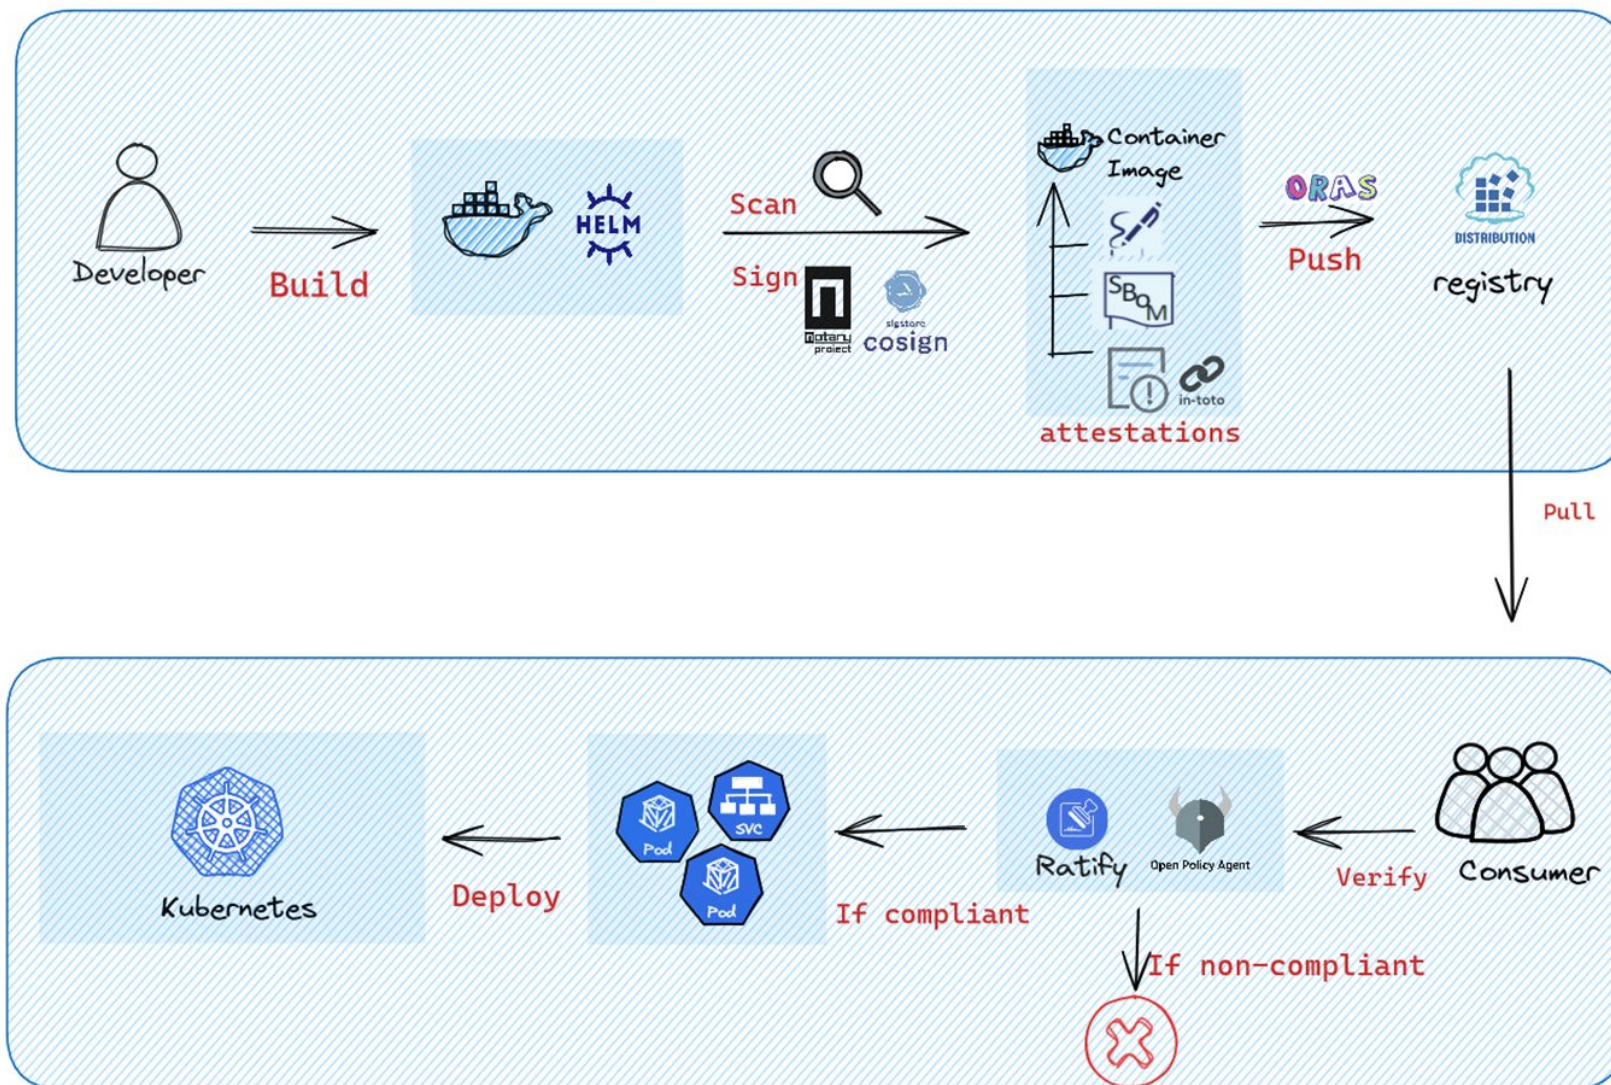 Developer
Build
HELM
Scan
Sign
notary
project
sigstore
cosign
Container
Image
SBOM
in-toto
attestations
ORAS
Push
DISTRIBUTION
registry
Pull
Kubernetes
Deploy
Pod
SVC
Pod
If compliant
Ratify
Open Policy Agent
Verify
Consumer
If non-compliant